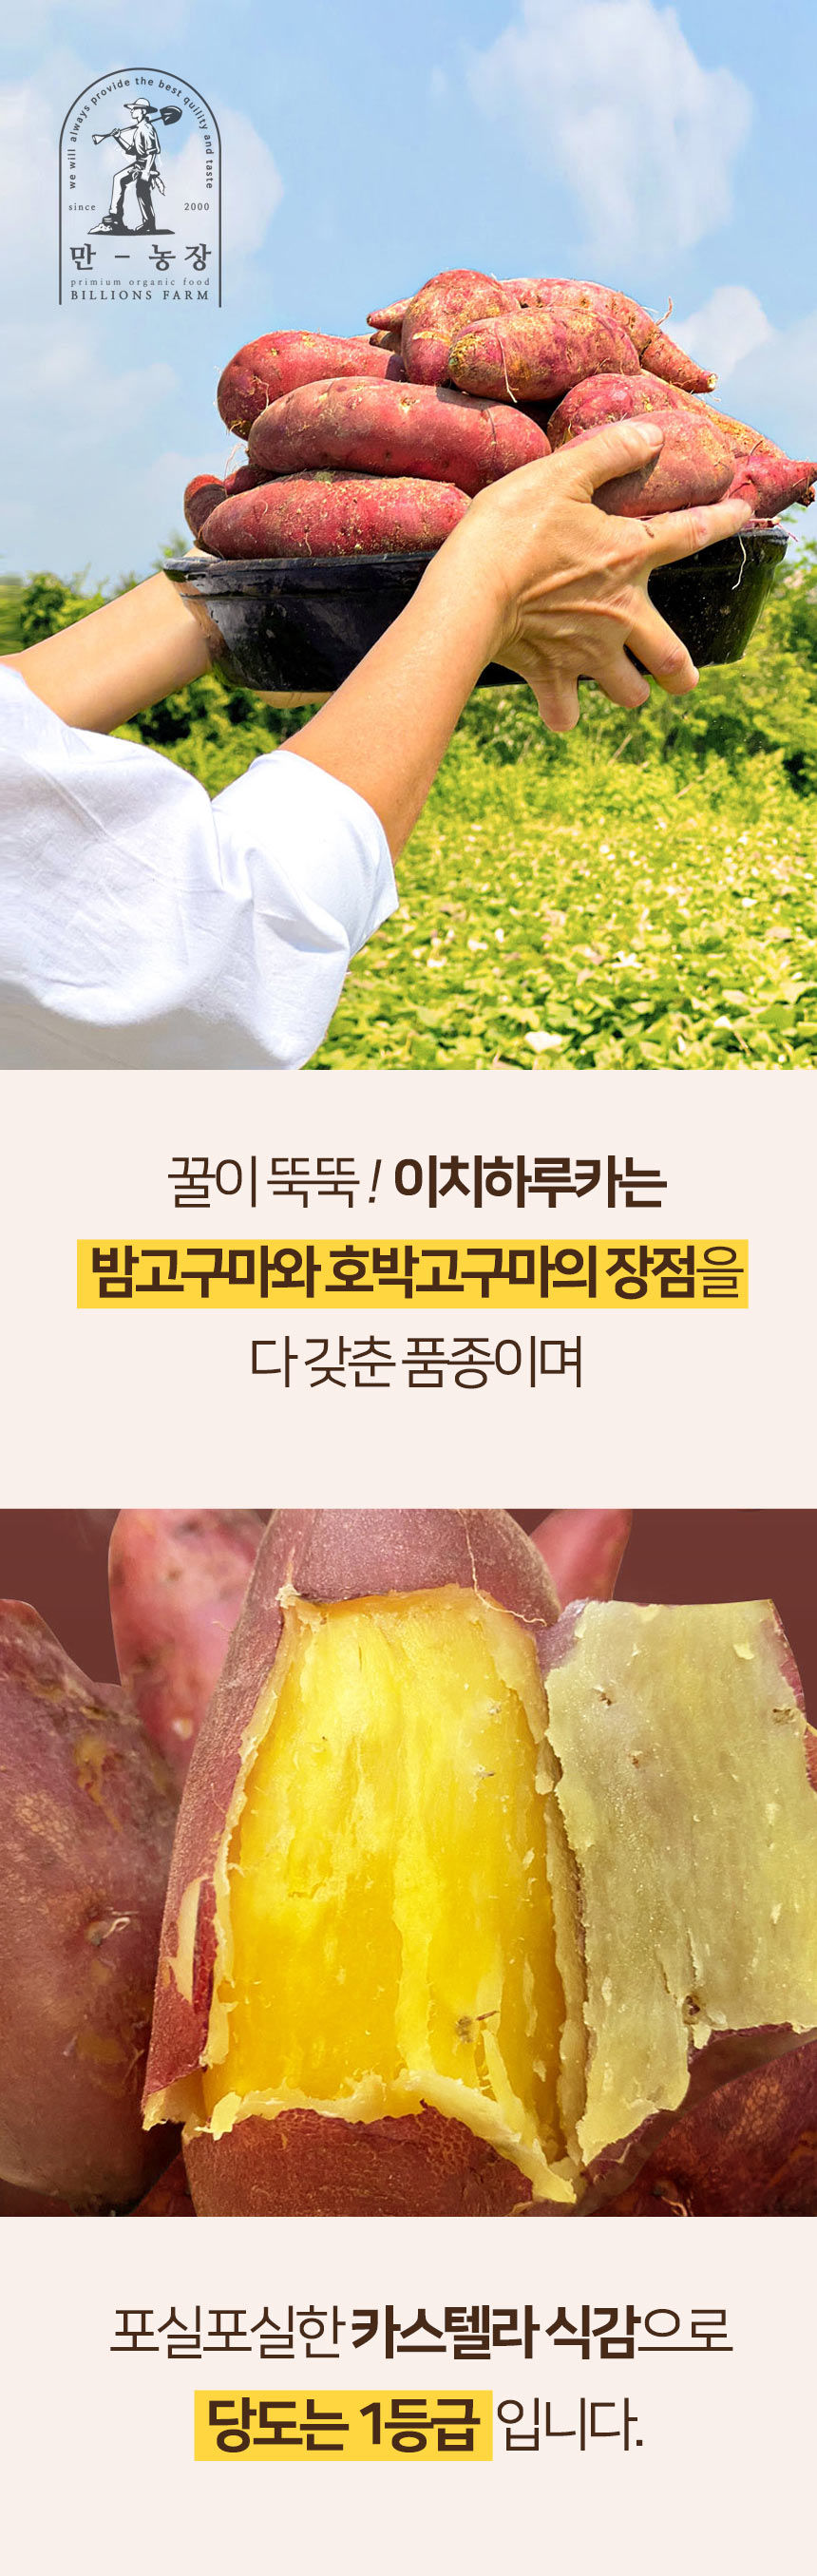 we will always provide the best quility and taste
since 2000
만 - 농장
primium organic food
BILLIONS FARM
꿀이 뚝뚝! 이치하루카는
밤고구마와 호박고구마의 장점을
다 갖춘 품종이며
포실포실한 카스텔라 식감으로
당도는 1등급 입니다.